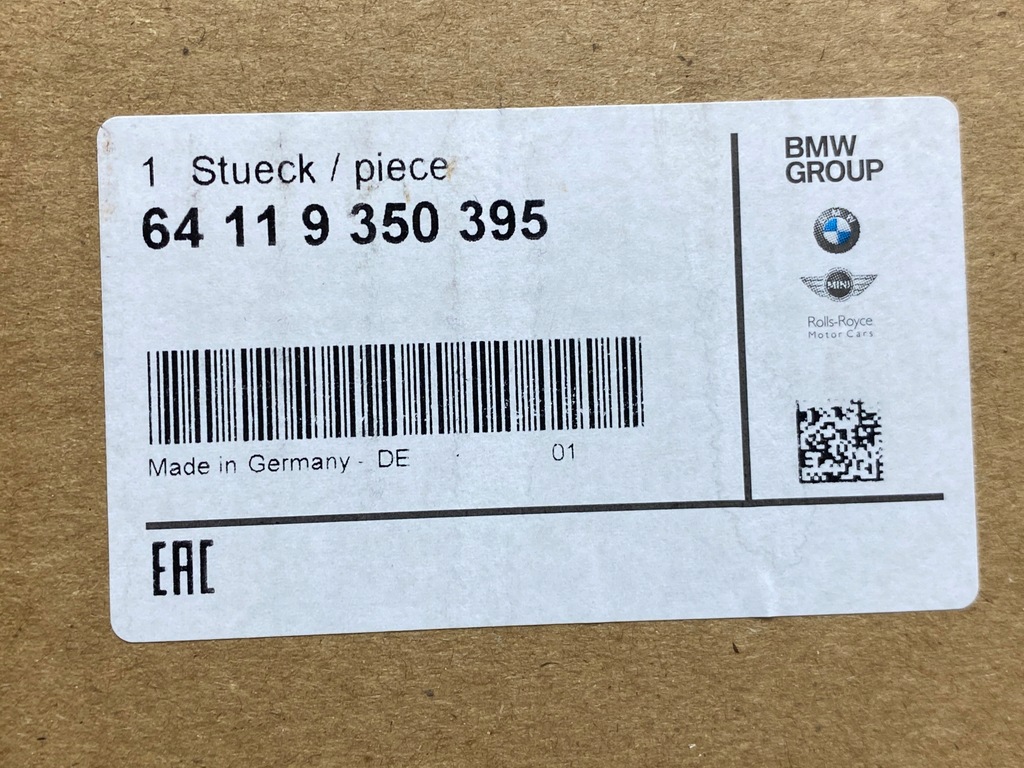 1 Stueck / piece
64 11 9 350 395
Made in Germany - DE 01
EAC
BMW
GROUP
BMW
MINI
Rolls-Royce
Motor Cars